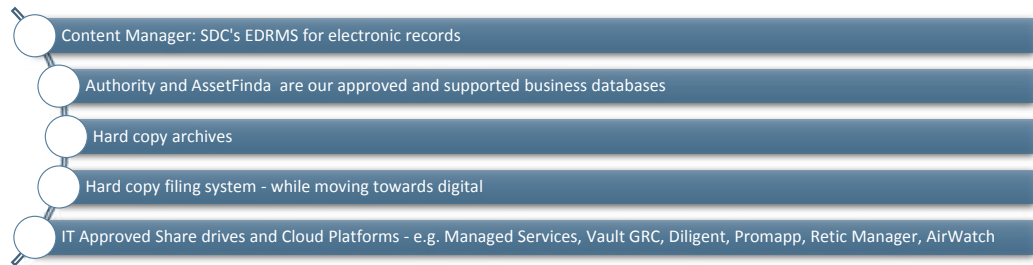 Content Manager: SDC's EDRMS for electronic records
Authority and AssetFinda are our approved and supported business databases
Hard copy archives
Hard copy filing system - while moving towards digital
IT Approved Share drives and Cloud Platforms - e.g. Managed Services, Vault GRC, Diligent, Promapp, Retic Manager, AirWatch